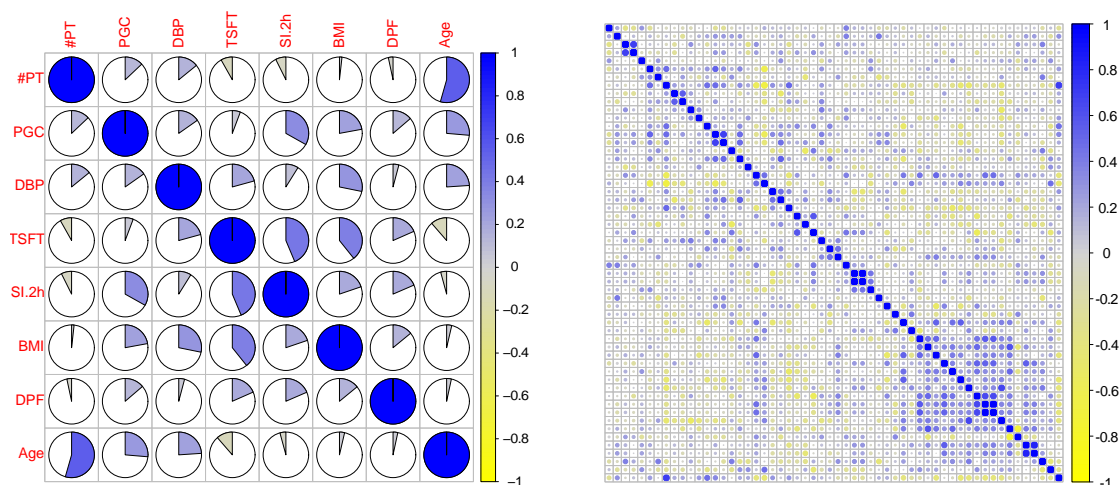 #PT PGC DBP TSFT SI.2h BMI DPF Age
#PT
PGC
DBP
TSFT
SI.2h
BMI
DPF
Age
1
0.8
0.6
0.4
0.2
0
−0.2
−0.4
−0.6
−0.8
−1
1
0.8
0.6
0.4
0.2
0
-0.2
-0.4
-0.6
-0.8
-1